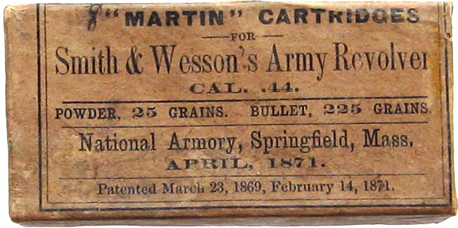 8 "MARTIN" CARTRIDGES
FOR
Smith & Wesson's Army Revolver
CAL. .44.
POWDER, 25 GRAINS. BULLET, 225 GRAINS.
National Armory, Springfield, Mass.
APRIL, 1871.
Patented March 23, 1869, February 14, 1871.